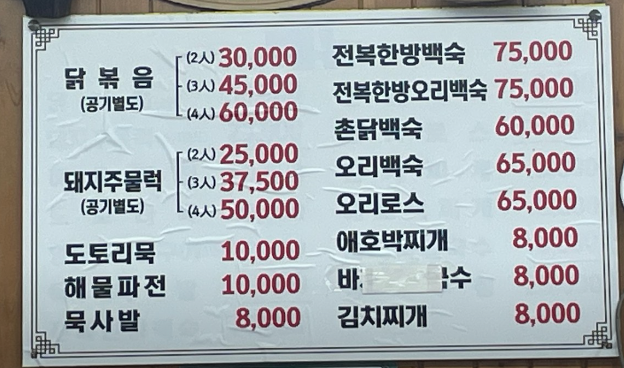 닭볶음 (공기별도)
(2人) 30,000
(3人) 45,000
(4人) 60,000
돼지주물럭 (공기별도)
(2人) 25,000
(3人) 37,500
(4人) 50,000
도토리묵 10,000
해물파전 10,000
묵사발 8,000
전복한방백숙 75,000
전복한방오리백숙 75,000
촌닭백숙 60,000
오리백숙 65,000
오리로스 65,000
애호박찌개 8,000
8,000
김치찌개 8,000